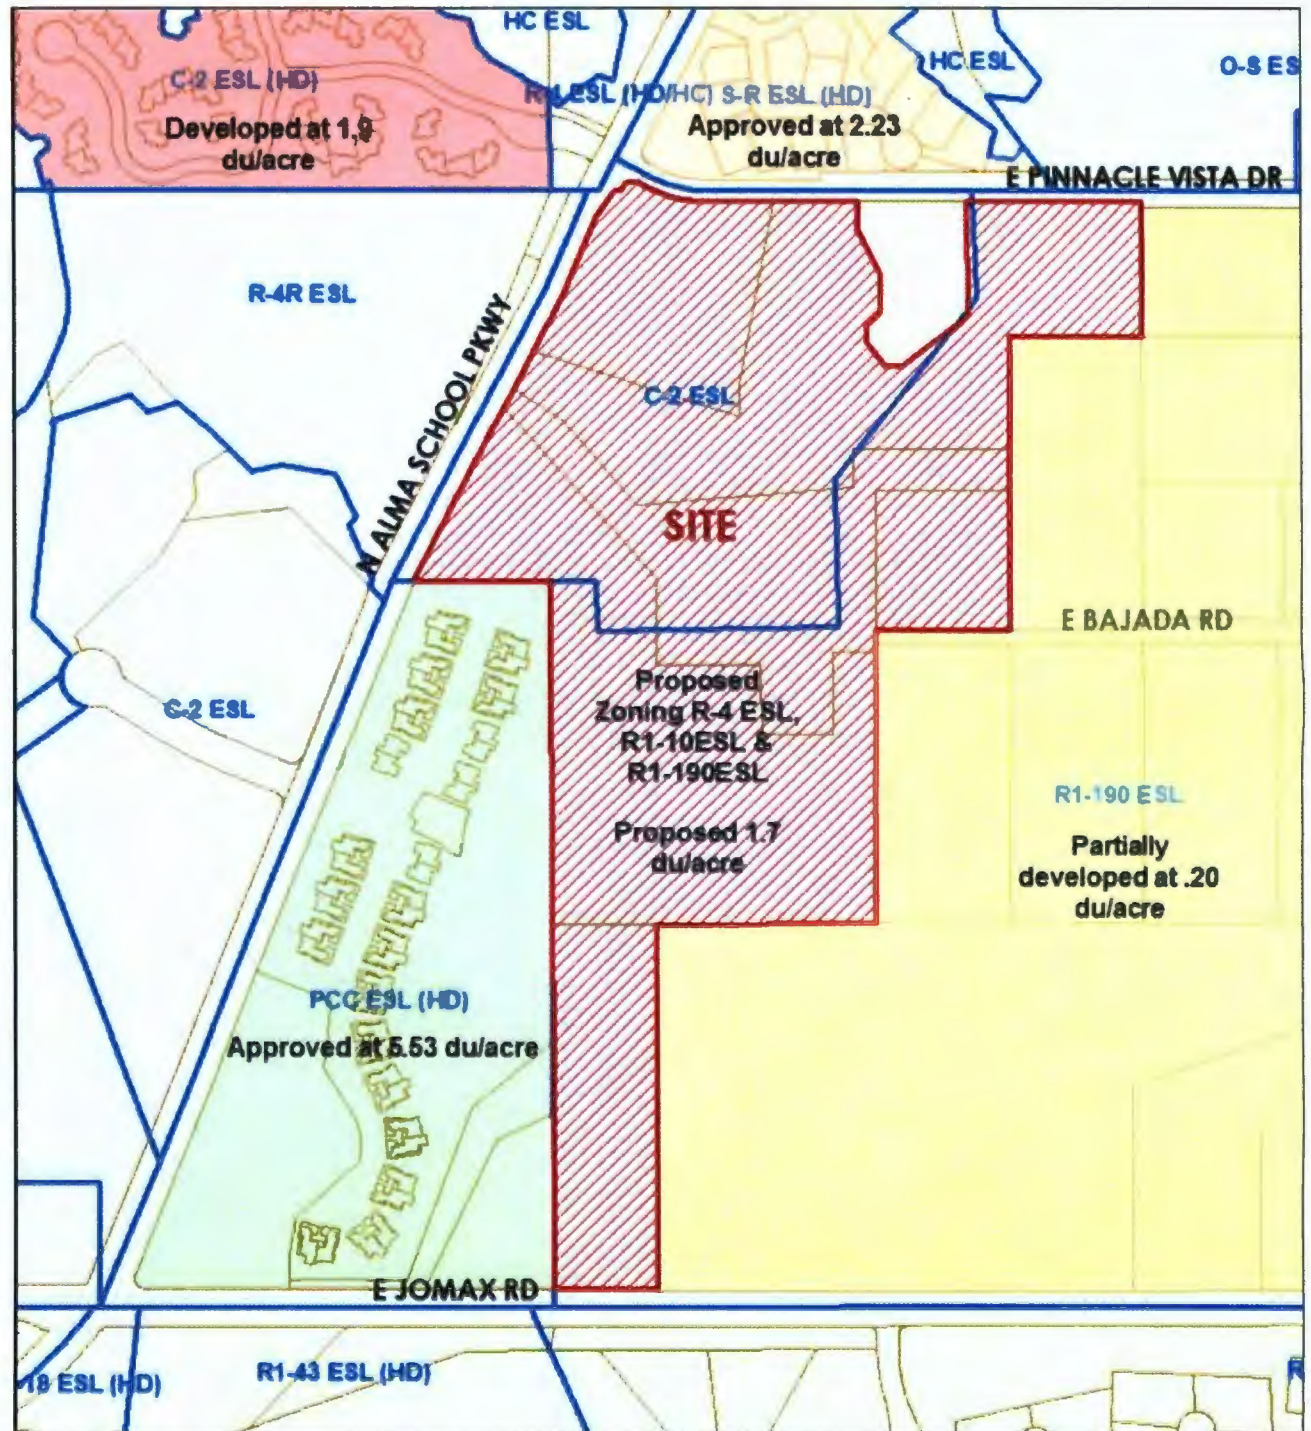 HC ESL
HC ESL
O-S ES
C-2 ESL (HD)
R-4 ESL (HD/HC) S-R ESL (HD)
Developed at 1,9
du/acre
Approved at 2.23
du/acre
E PINNACLE VISTA DR
R-4R ESL
N ALMA SCHOOL PKWY
C-2 ESL
SITE
E BAJADA RD
Proposed
Zoning R-4 ESL,
R1-10ESL &
R1-190ESL
C-2 ESL
R1-190 ESL
Proposed 1.7
du/acre
Partially
developed at .20
du/acre
PCC ESL (HD)
Approved at 5.53 du/acre
E JOMAX RD
R1-43 ESL (HD)
-18 ESL (HD)
R